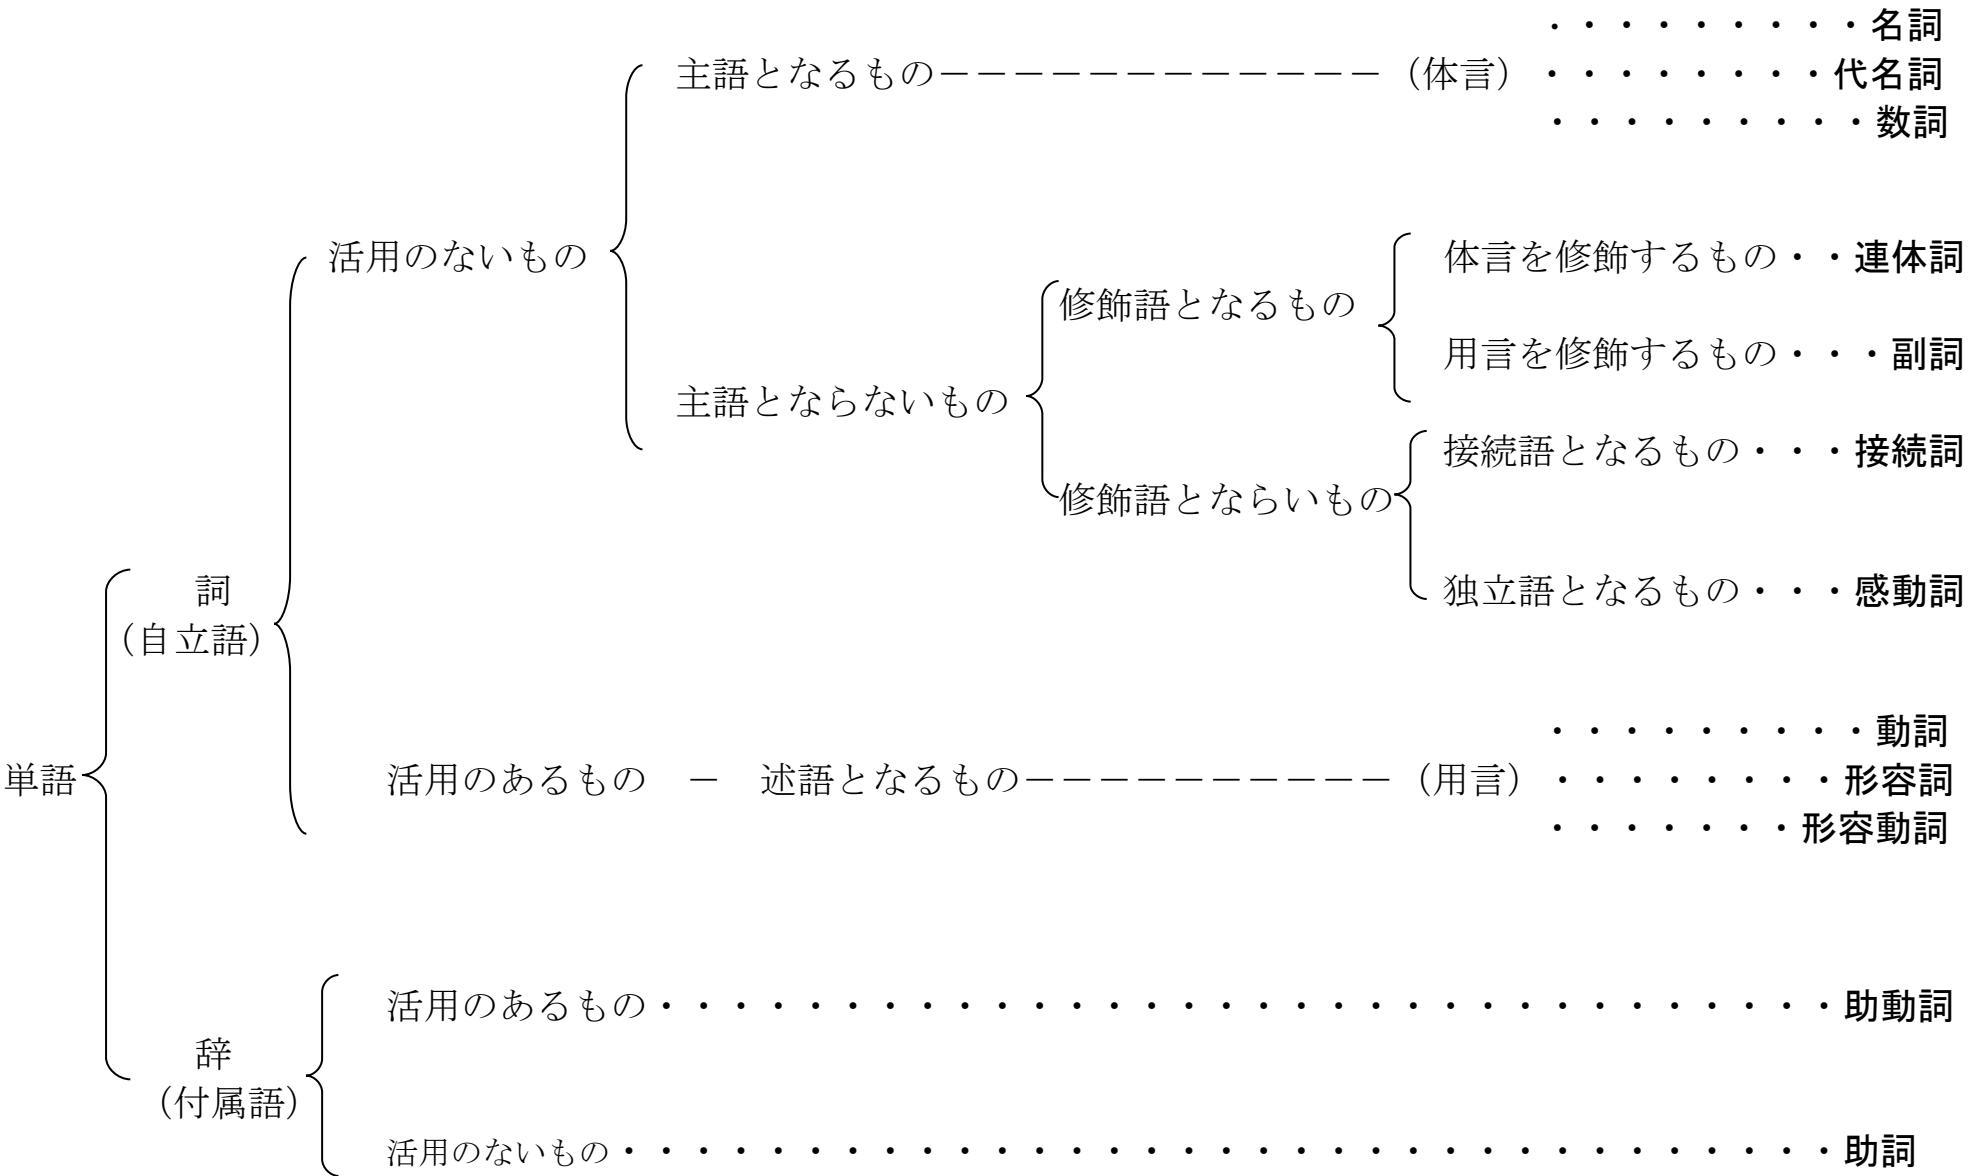 ・・・・・・・・・名詞
主語となるもの－－－－－－－－－－－－（体言）・・・・・・・・代名詞
・・・・・・・・・数詞
活用のないもの
体言を修飾するもの・・連体詞
修飾語となるもの
用言を修飾するもの・・・副詞
主語とならないもの
接続語となるもの・・・接続詞
修飾語とならいもの
詞
独立語となるもの・・・感動詞
（自立語）
・・・・・・・・・動詞
単語
活用のあるもの　－　述語となるもの－－－－－－－－－－（用言）・・・・・・・・形容詞
・・・・・・・形容動詞
活用のあるもの・・・・・・・・・・・・・・・・・・・・・・・・・・・・・・・・助動詞
辞
（付属語）
活用のないもの・・・・・・・・・・・・・・・・・・・・・・・・・・・・・・・・・助詞